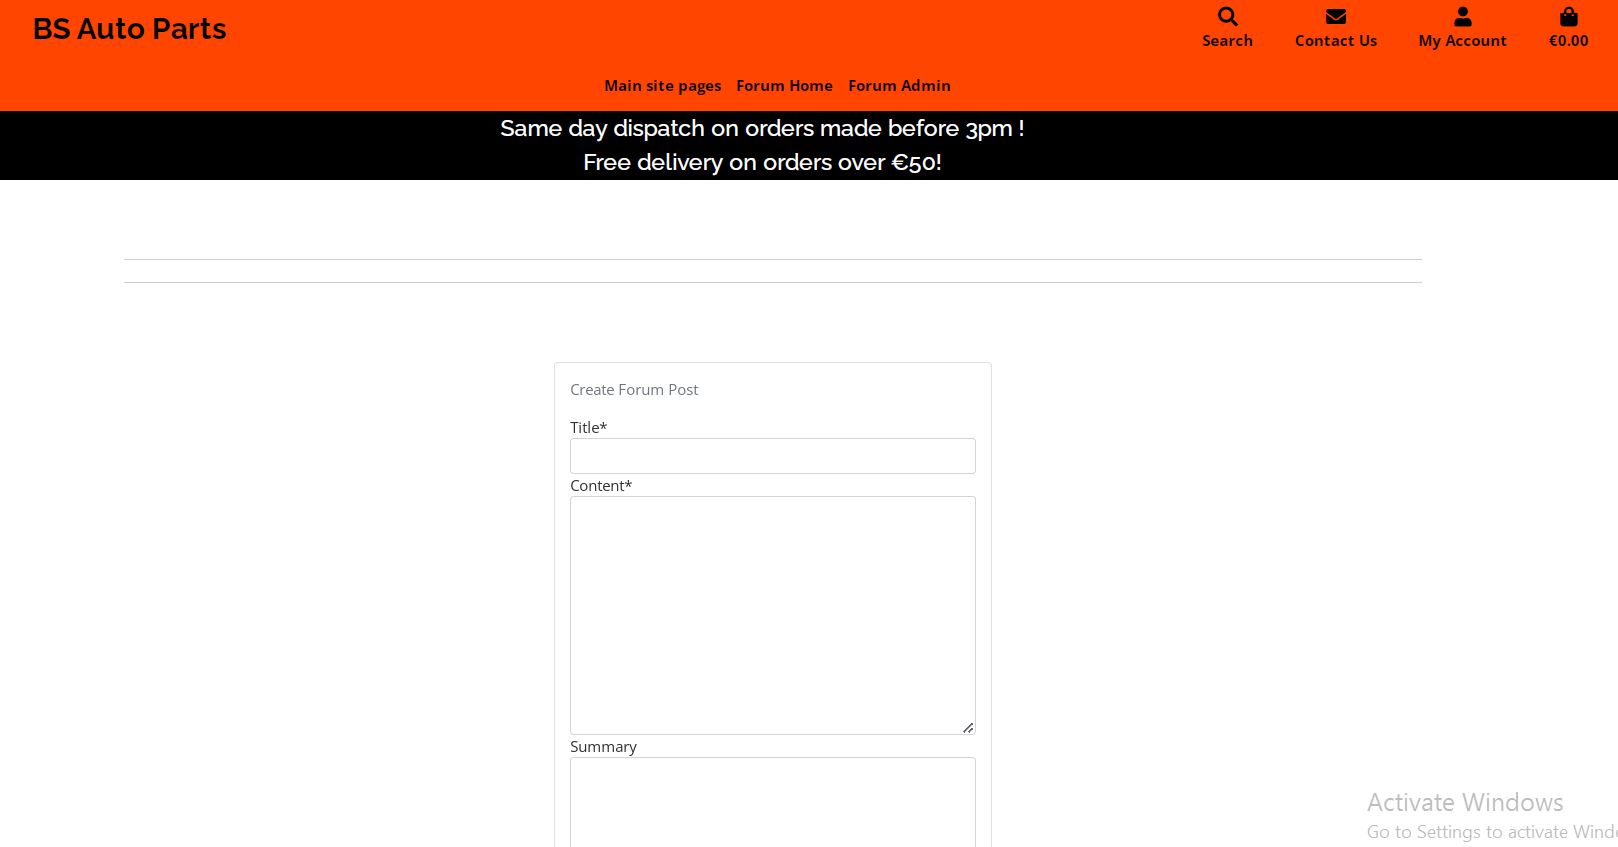 BS Auto Parts
Search
Contact Us
My Account
€0.00
Main site pages
Forum Home
Forum Admin
Same day dispatch on orders made before 3pm !
Free delivery on orders over €50!
Create Forum Post
Title*
Content*
Summary
Activate Windows
Go to Settings to activate